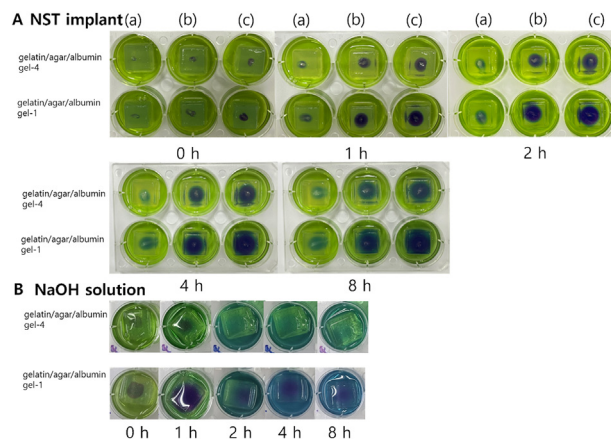 A NST implant
(a) (b) (c) (a) (b) (c) (a) (b) (c)
gelatin/agar/albumin
gel-4
gelatin/agar/albumin
gel-1
0 h 1 h 2 h
gelatin/agar/albumin
gel-4
gelatin/agar/albumin
gel-1
4 h 8 h
B NaOH solution
gelatin/agar/albumin
gel-4
gelatin/agar/albumin
gel-1
0 h 1 h 2 h 4 h 8 h